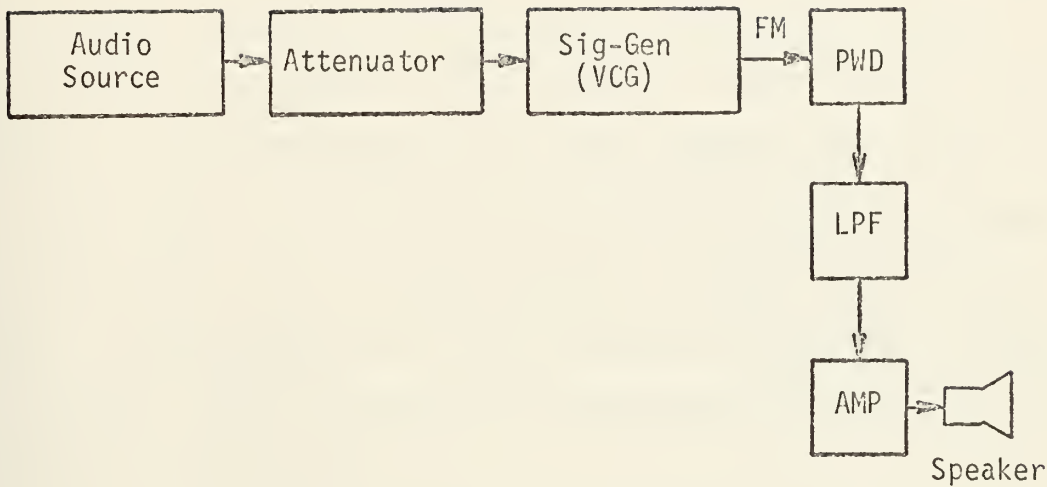 Audio
Source
Attenuator
Sig-Gen
(VCG)
FM
PWD
LPF
AMP
Speaker